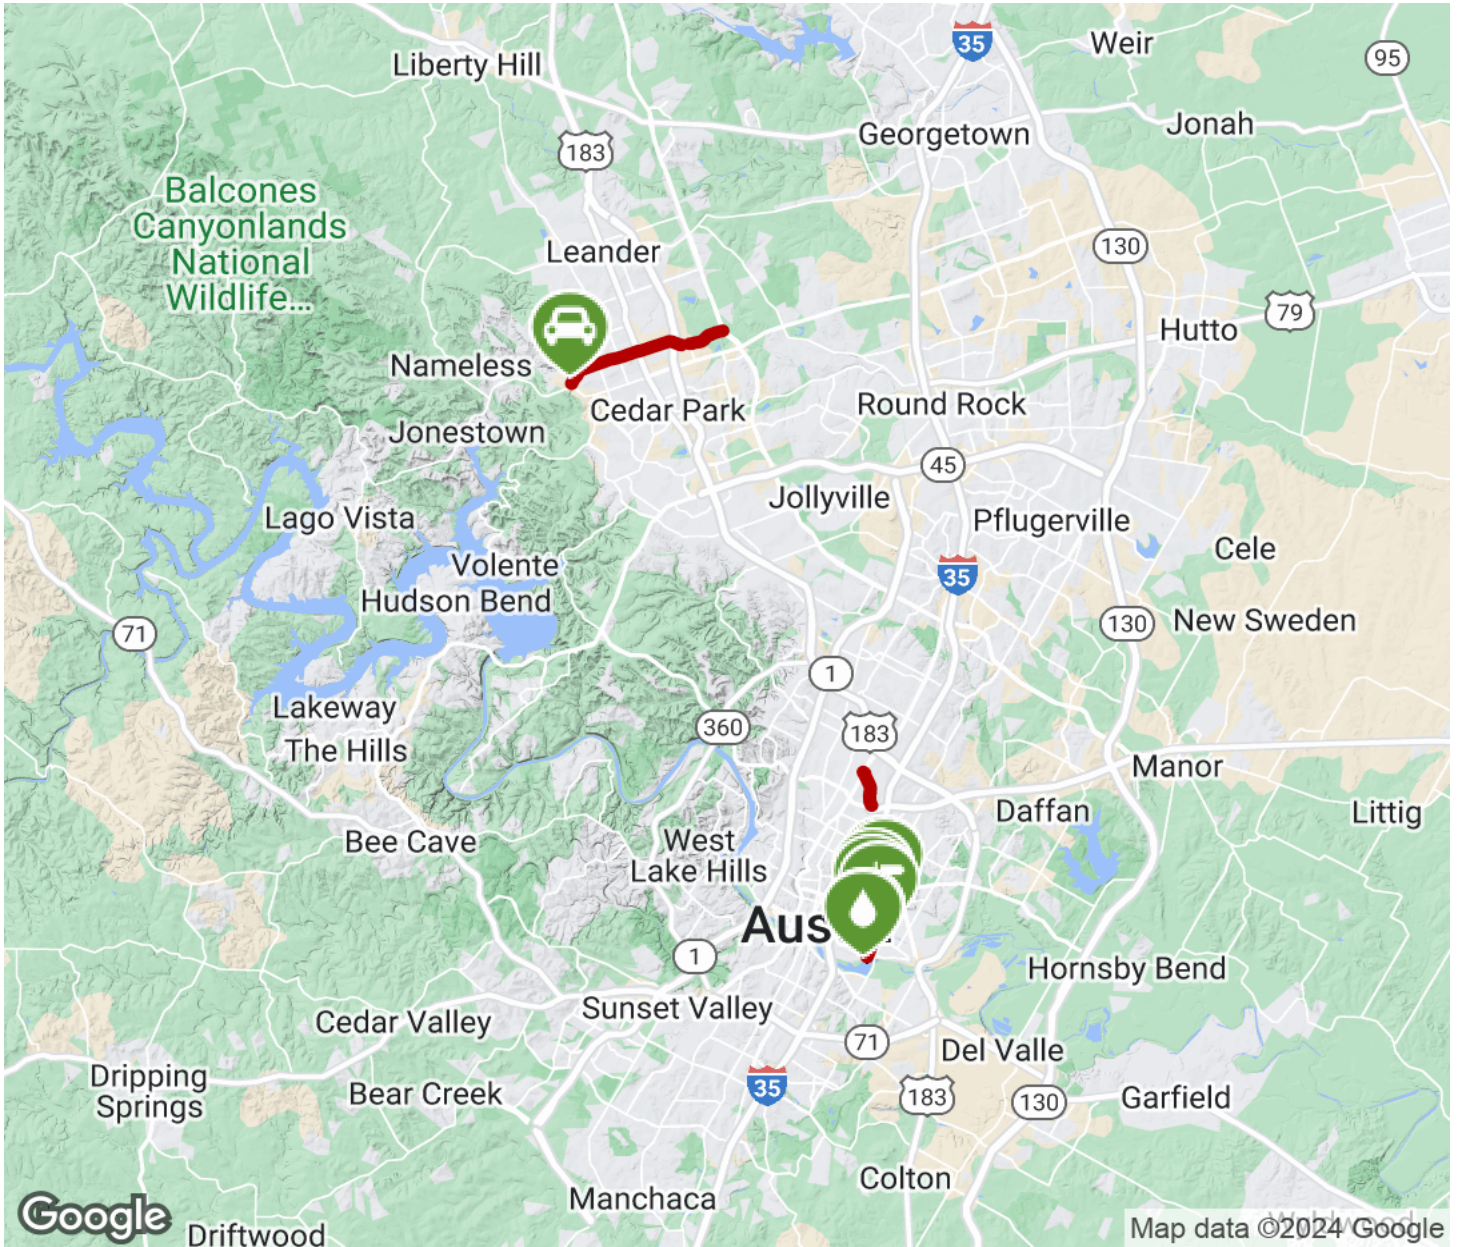 Weir
35
95
Liberty Hill
Jonah
Georgetown
183
Balcones
Canyonlands
National
Wildlife...
Leander
130
79
Hutto
Nameless
Cedar Park
Round Rock
Jonestown
45
Jollyville
Lago Vista
Pflugerville
Cele
Volente
35
Hudson Bend
New Sweden
130
71
1
Lakeway
360
183
The Hills
Manor
Daffan
Littig
Bee Cave
West
Lake Hills
Aus
1
Hornsby Bend
Sunset Valley
Cedar Valley
71
Del Valle
Dripping
Springs
Bear Creek
35
183
130
Garfield
Colton
Manchaca
Google
Driftwood
Map data ©2024 Google